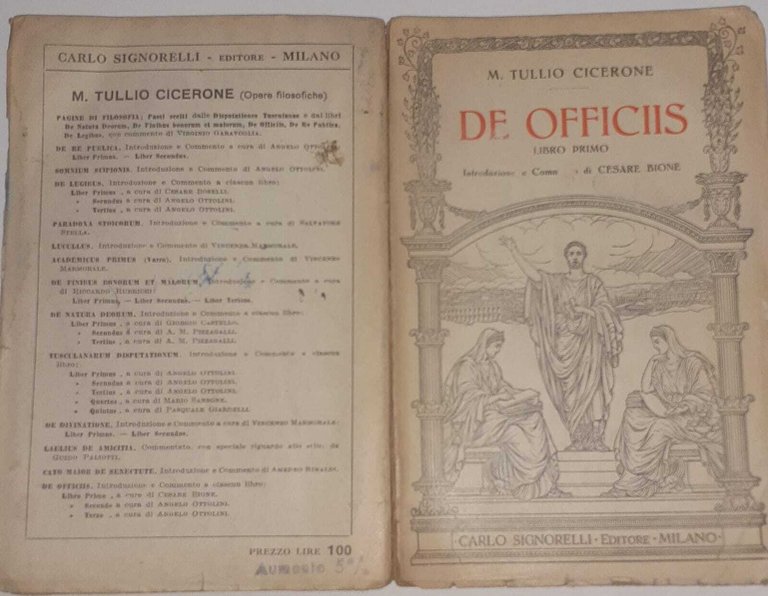 CARLO SIGNORELLI - EDITORE - MILANO
M. TULLIO CICERONE (Opere filosofiche)
PAGINE DI FILOSOFIA; Passi scelti dalle Disputationes Tusculanae e dai libri
De Natura Deorum, De Finibus bonorum et malorum, De Officiis, De Re Publica,
De Legibus, con commento di VIRGINIO GARAVOGLIA.
DE RE PUBLICA. Introduzione e Commento a cura di ANGELO
Liber Primus. — Liber Secundus.
SOMNIUM SCIPIONIS. Introduzione e Commento di ANGELO OTTOLINI.
DE LEGIBUS. Introduzione e Commento a ciascun libro:
Liber Primus, a cura di CESARE BORELLI.
» Secundus a cura di ANGELO OTTOLINI.
» Tertius, a cura di ANGELO OTTOLINI.
PARADOXA STOICORUM. Introduzione e Commento a cura di SALVATORE
STELLA.
LUCULLUS. Introduzione e Commento di VINCENZO MARMORALE.
ACADEMICUS PRIMUS (Varro). Introduzione e Commento di VINCENZO
MARMORALE.
DE FINIBUS BONORUM ET MALORUM. Introduzione e Commento a cura
di RICCARDO
Liber Primus. — Liber Secundus. — Liber Tertius.
DE NATURA DEORUM. Introduzione e Commento a ciascun libro:
Liber Primus, a cura di GIORGIO CASTELLO.
» Secundus a cura di A. M. PIZZAGALLI.
» Tertius, a cura di A. M. PIZZAGALLI.
TUSCULANARUM DISPUTATIONUM. Introduzione e Commento a ciascun
libro:
Liber Primus, a cura di ANGELO OTTOLINI
» Secundus a cura di ANGELO OTTOLINI.
» Tertius, a cura di ANGELO OTTOLINI.
» Quartus, a cura di MARIO SANSONE.
» Quintus, a cura di PASQUALE GIARDELLI.
DE DIVINATIONE, Introduzione e Commento a cura di VINCENZO MARMORALE:
Liber Primus. — Liber Secundus.
LAELIUS DE AMICITIA. Commentato, con speciale riguardo allo stile, da
GUIDO PALIOTTI.
CATO MAIOR DE SENECTUTE. Introduzione e Commento di
DE OFFICIIS. Introduzione e Commento a ciascun libro:
Libro Primo, a cura di CESARE BIONE.
» Secondo a cura di ANGELO OTTOLINI.
» Terzo, a cura di ANGELO OTTOLINI.
PREZZO LIRE 100
Aumento 5%
M. TULLIO CICERONE
DE OFFICIIS
LIBRO PRIMO
Introduzione e Com di CESARE BIONE
CARLO SIGNORELLI · EDITORE · MILANO